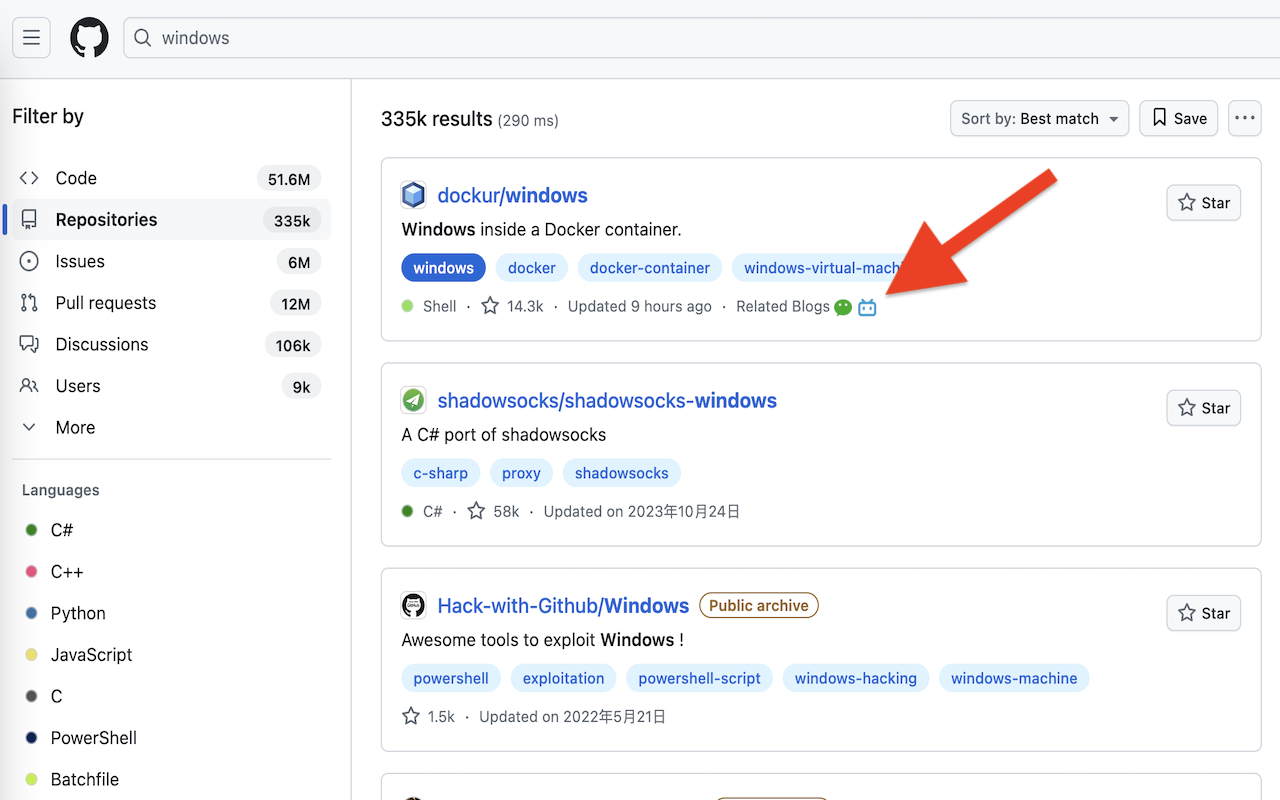 windows
Filter by
Code 51.6M
Repositories 335k
Issues 6M
Pull requests 12M
Discussions 106k
Users 9k
More
Languages
C#
C++
Python
JavaScript
C
PowerShell
Batchfile
335k results (290 ms)
Sort by: Best match
Save
dockur/windows
Star
Windows inside a Docker container.
windows docker docker-container windows-virtual-machi
Shell · 14.3k · Updated 9 hours ago · Related Blogs
shadowsocks/shadowsocks-windows
Star
A C# port of shadowsocks
c-sharp proxy shadowsocks
C# · 58k · Updated on 2023年10月24日
Hack-with-Github/Windows Public archive
Star
Awesome tools to exploit Windows !
powershell exploitation powershell-script windows-hacking windows-machine
1.5k · Updated on 2022年5月21日